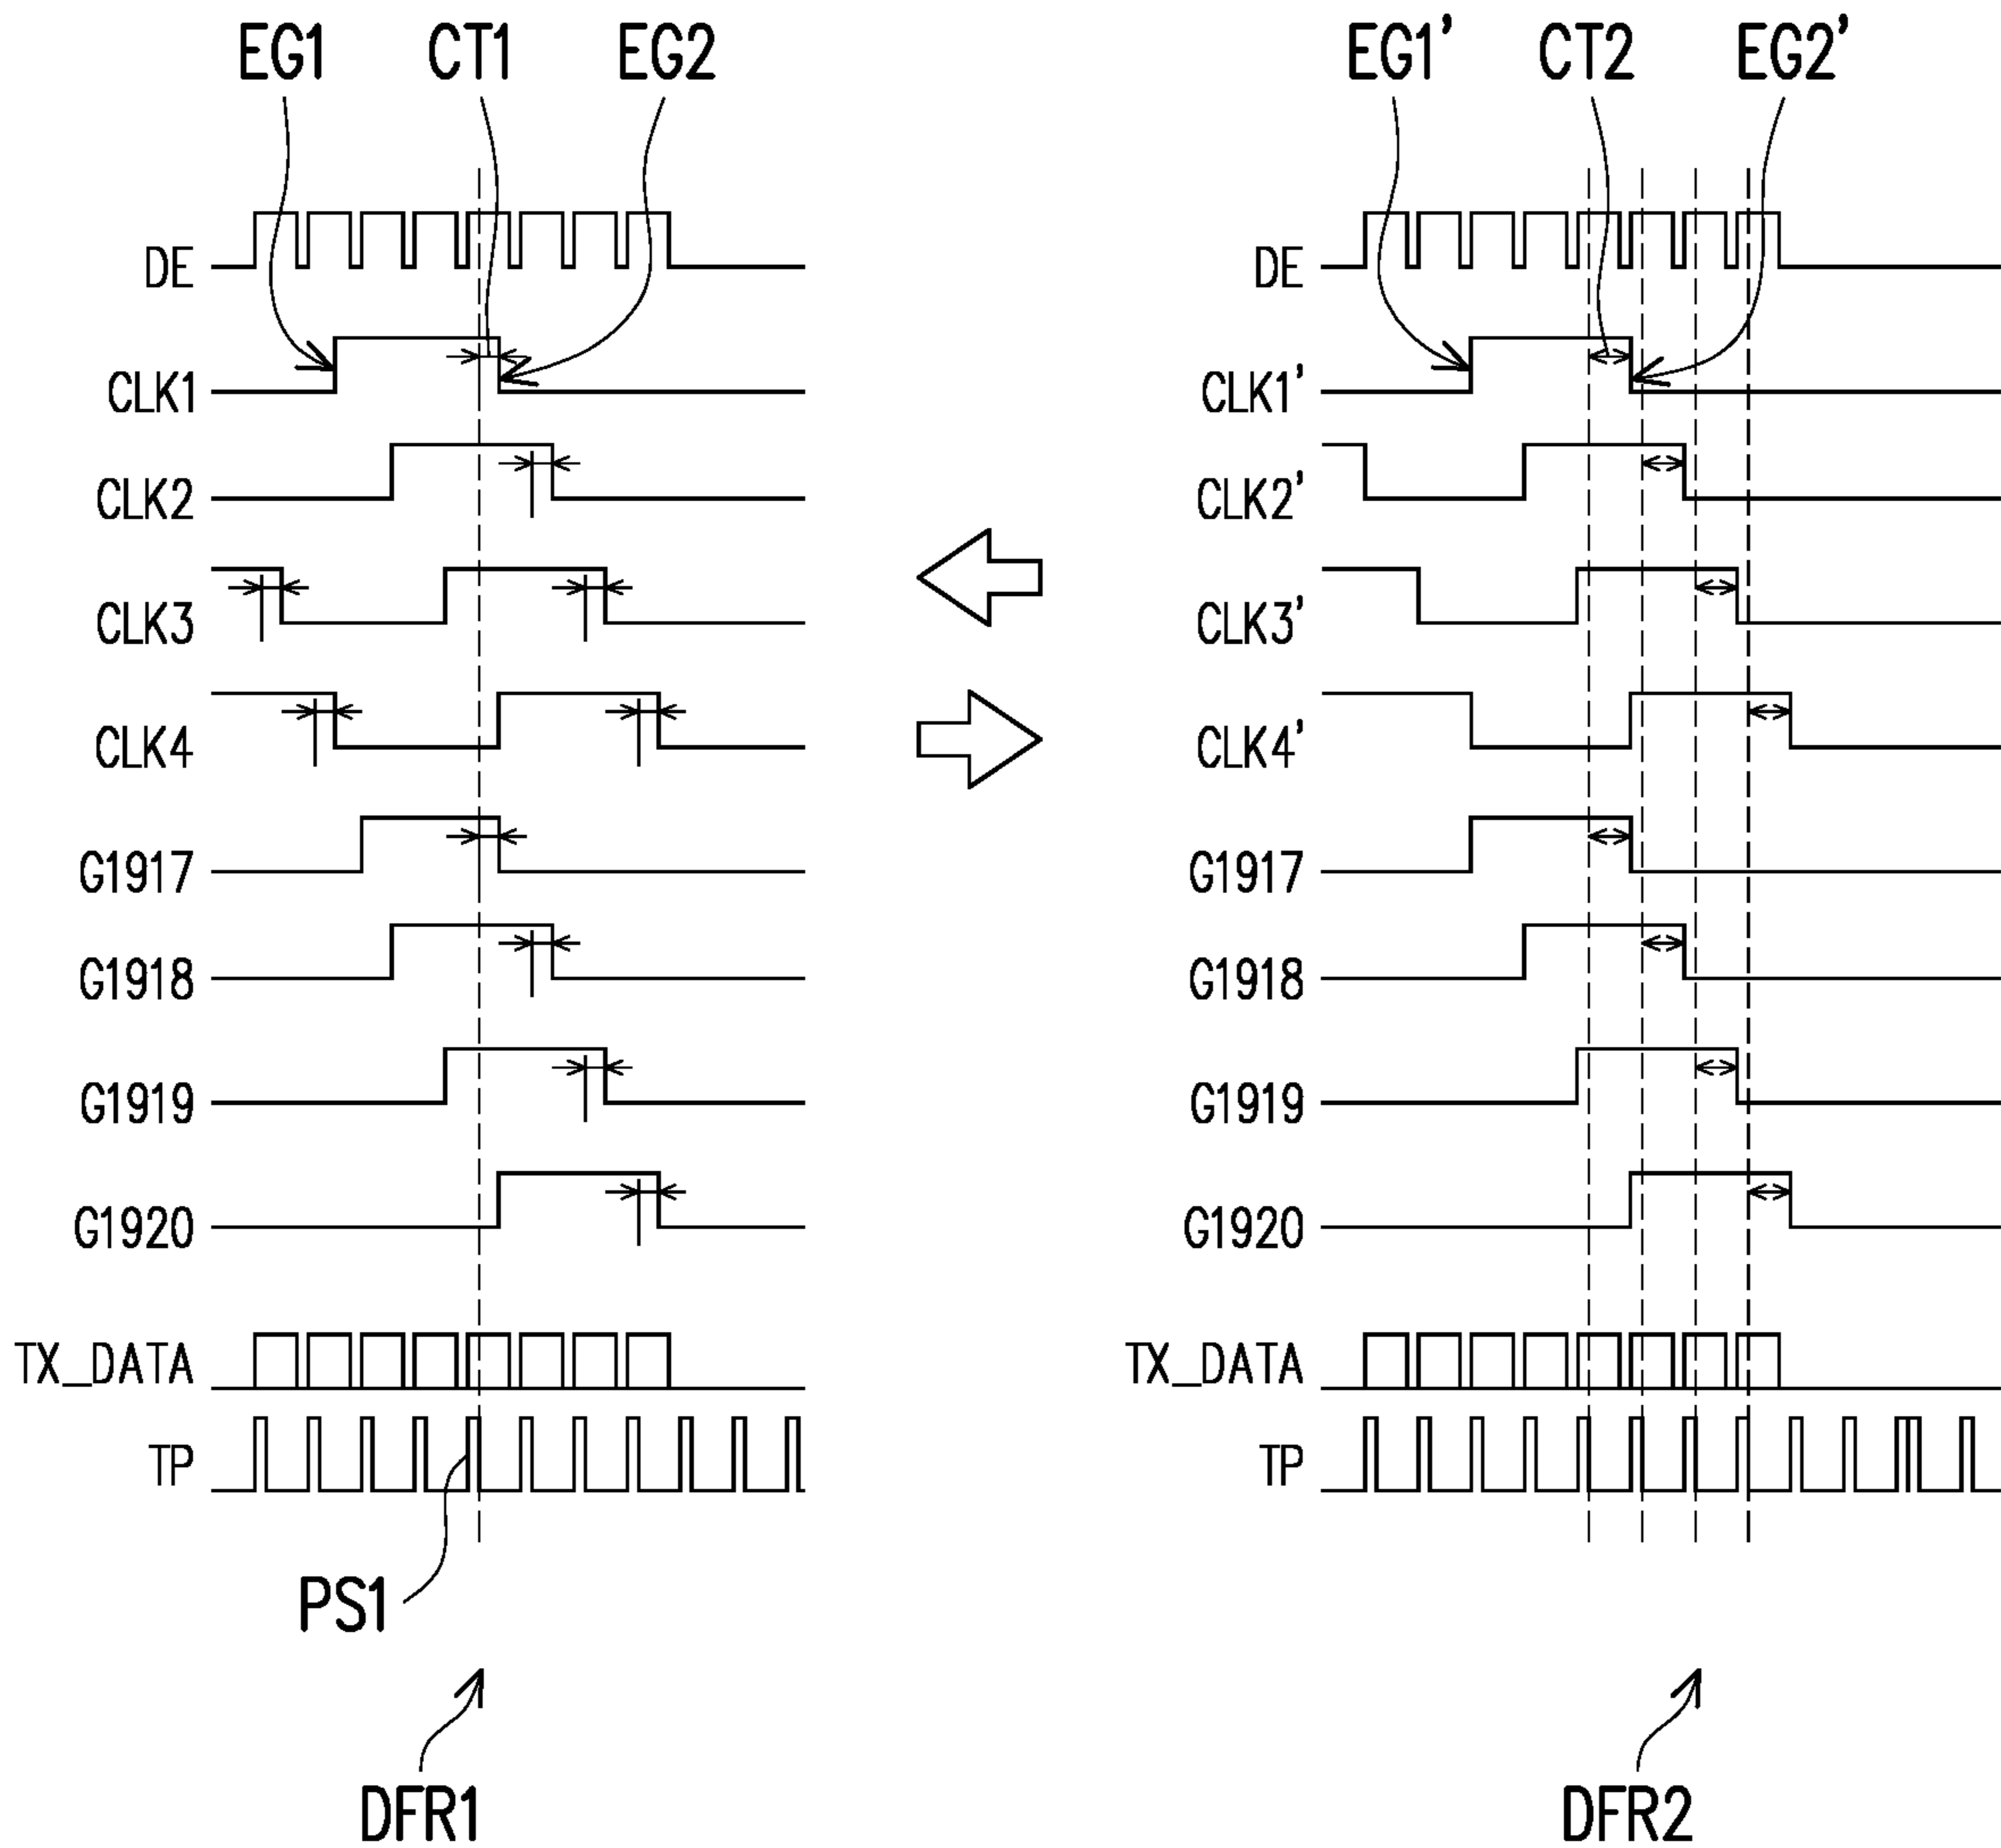 EG1 CT1 EG2
DE
CLK1
CLK2
CLK3
CLK4
G1917
G1918
G1919
G1920
TX_DATA
TP
PS1
DFR1
EG1' CT2 EG2'
DE
CLK1'
CLK2'
CLK3'
CLK4'
G1917
G1918
G1919
G1920
TX_DATA
TP
DFR2